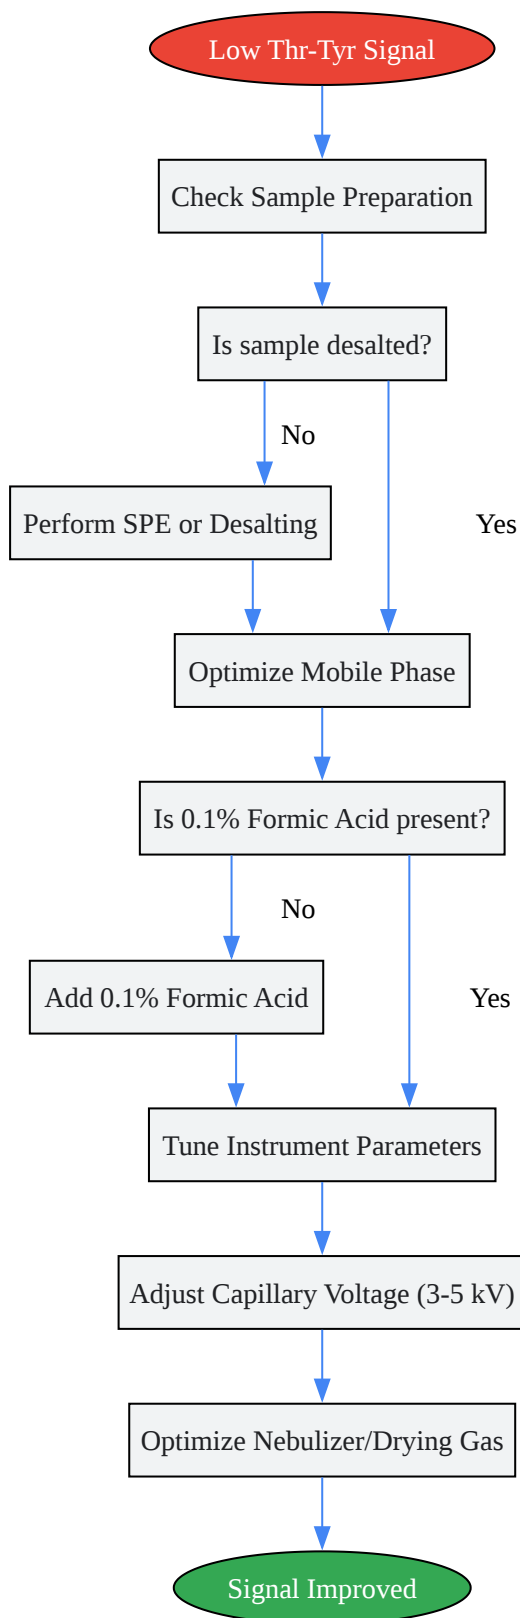 Low Thr-Tyr Signal
Check Sample Preparation
Is sample desalted?
No
Perform SPE or Desalting
Yes
Optimize Mobile Phase
Is 0.1% Formic Acid present?
No
Add 0.1% Formic Acid
Yes
Tune Instrument Parameters
Adjust Capillary Voltage (3-5 kV)
Optimize Nebulizer/Drying Gas
Signal Improved